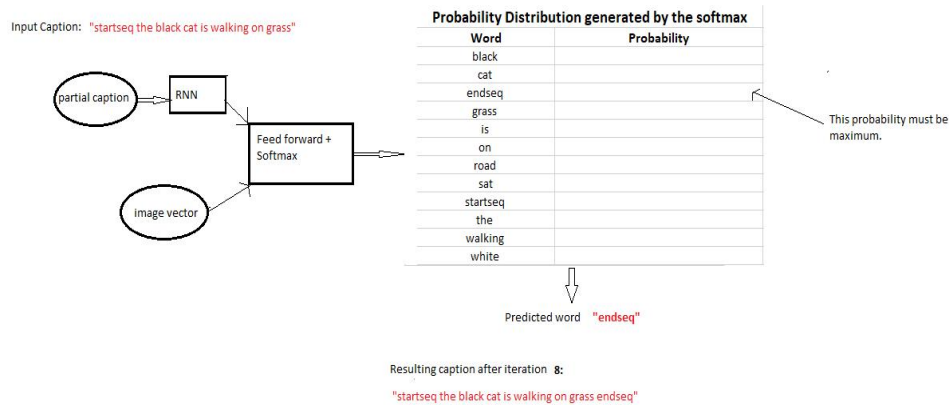 Input Caption: "startseq the black cat is walking on grass"
partial caption
RNN
Feed forward +
Softmax
image vector
Probability Distribution generated by the softmax
Word Probability
black
cat
endseq
grass
is
on
road
sat
startseq
the
walking
white
This probability must be
maximum.
Predicted word "endseq"
Resulting caption after iteration 8:
"startseq the black cat is walking on grass endseq"